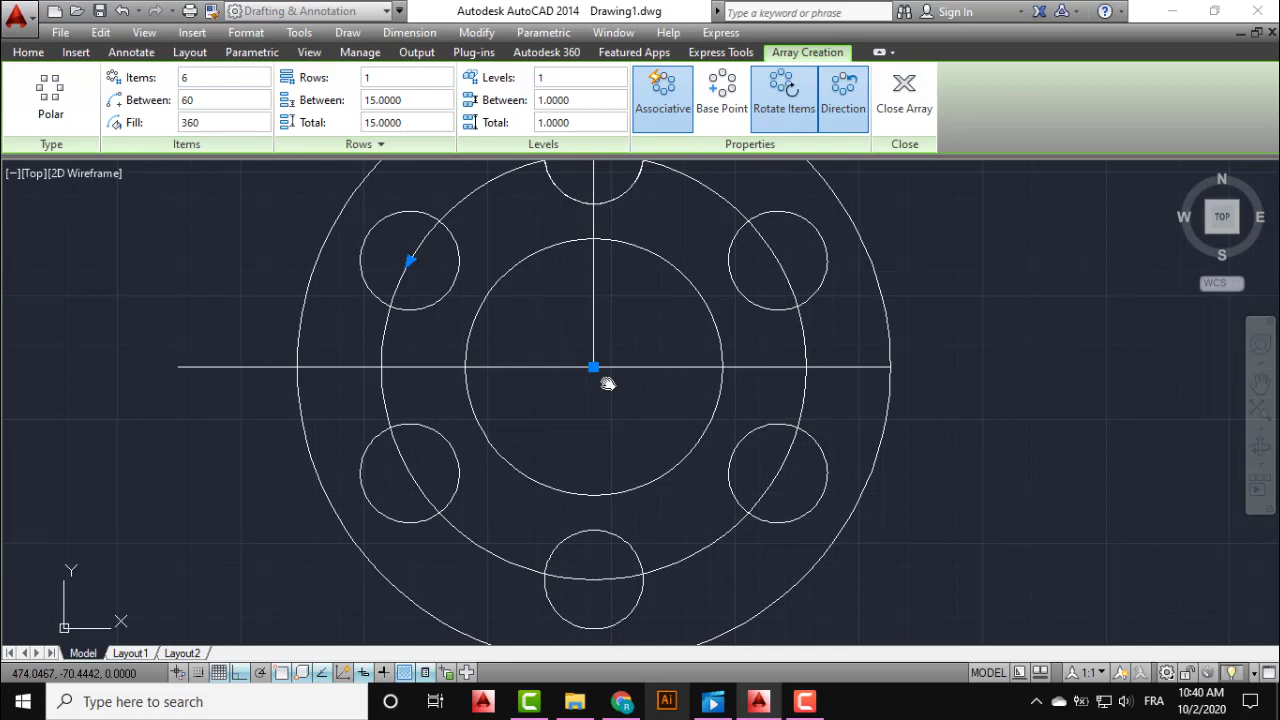 Drafting & Annotation
Autodesk AutoCAD 2014 Drawing1.dwg
Type a keyword or phrase
Sign In
File Edit View Insert Format Tools Draw Dimension Modify Parametric Window Help Express
Home Insert Annotate Layout Parametric View Manage Output Plug-ins Autodesk 360 Featured Apps Express Tools Array Creation
Items: 6 Rows: 1 Levels: 1
Between: 60 Between: 15.0000 Between: 1.0000
Fill: 360 Total: 15.0000 Total: 1.0000
Polar Associative Base Point Rotate Items Direction Close Array
Type Items Rows Levels Properties Close
[−][Top][2D Wireframe]
N
W TOP E
S
WCS
Y
X
Model Layout1 Layout2
474.0467, -70.4442, 0.0000
MODEL
1:1
Type here to search
Ai
FRA
10:40 AM
10/2/2020